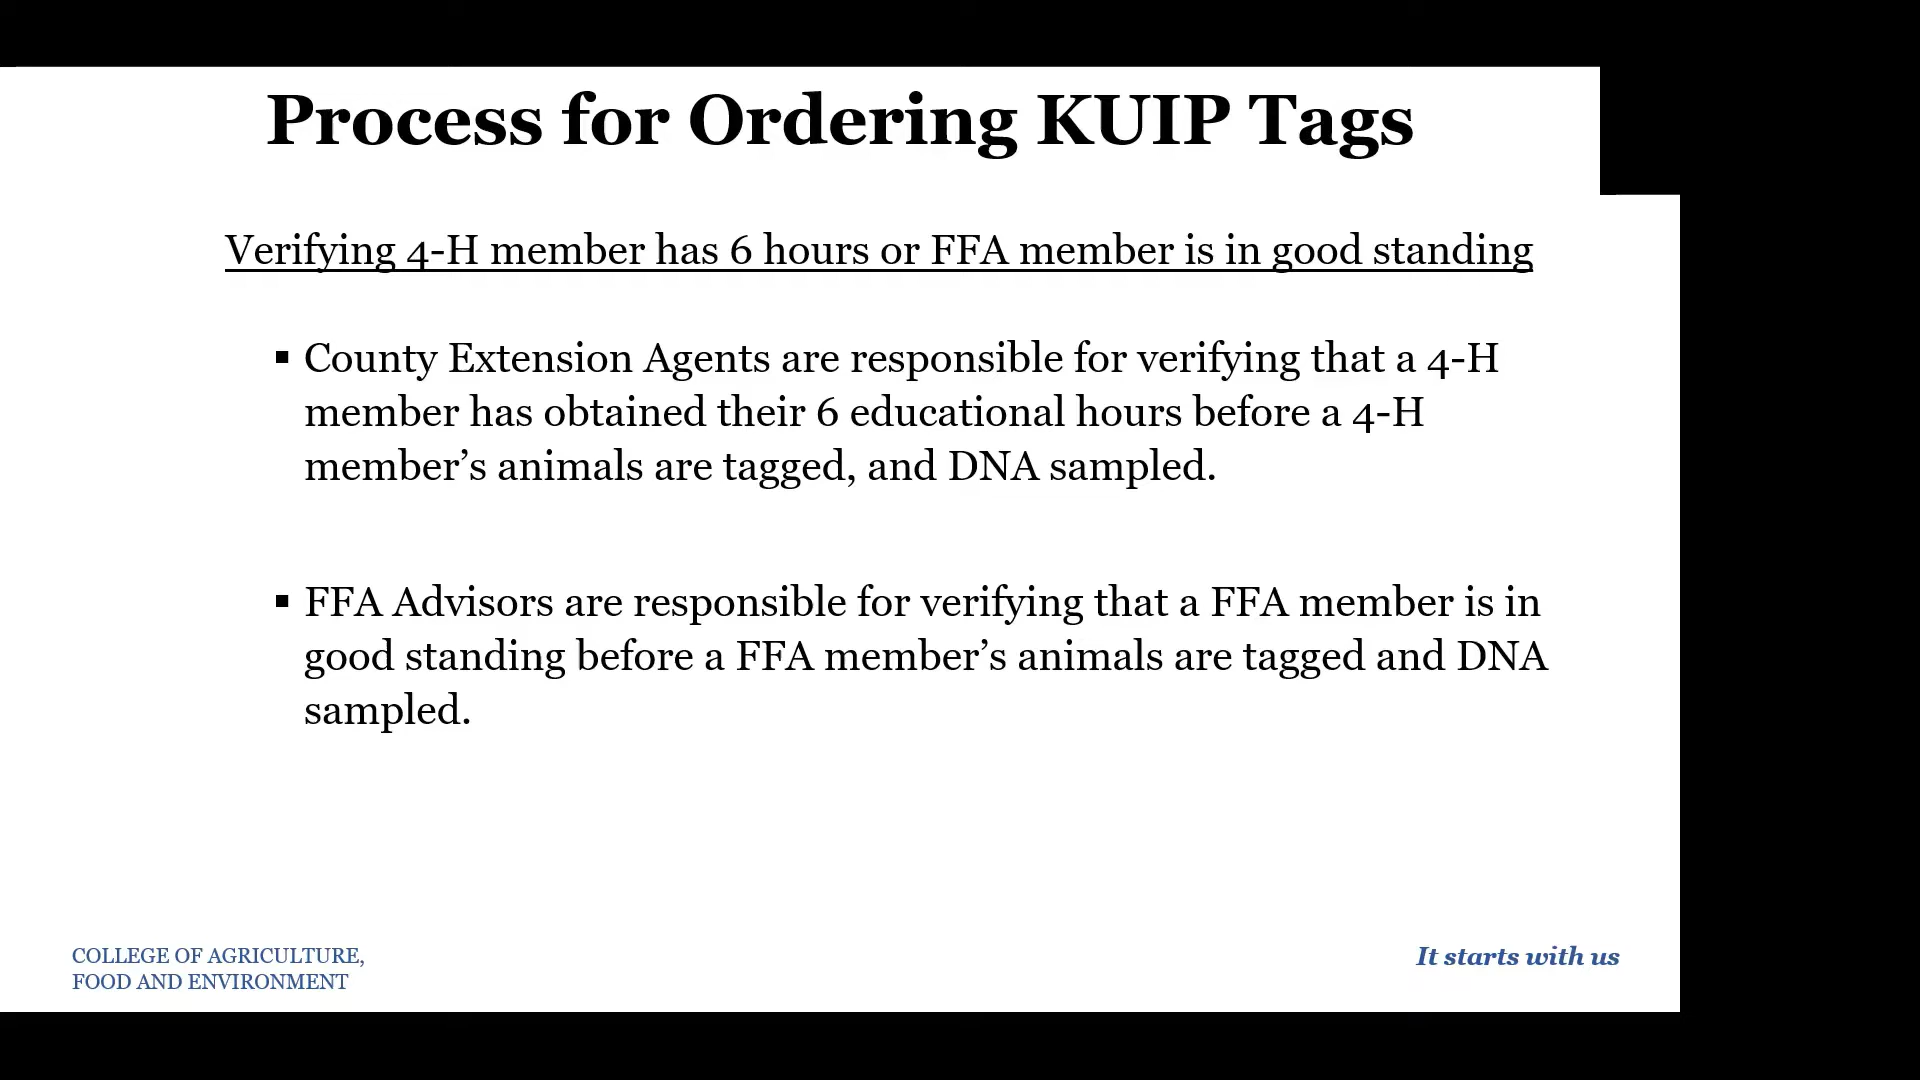 Process for Ordering KUIP Tags
Verifying 4-H member has 6 hours or FFA member is in good standing
▪ County Extension Agents are responsible for verifying that a 4-H
member has obtained their 6 educational hours before a 4-H
member’s animals are tagged, and DNA sampled.
▪ FFA Advisors are responsible for verifying that a FFA member is in
good standing before a FFA member’s animals are tagged and DNA
sampled.
COLLEGE OF AGRICULTURE,
FOOD AND ENVIRONMENT
It starts with us